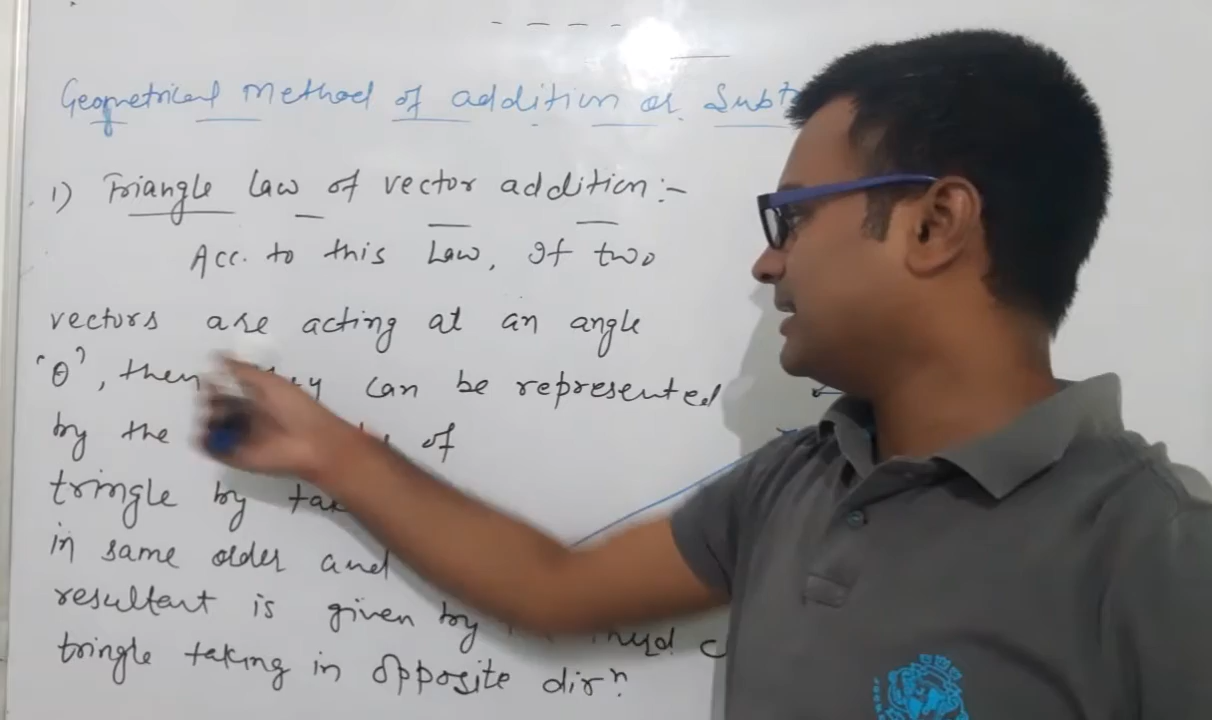 Geometrical Method of addition or Subt
1) Triangle Law of vector addition :-
Acc. to this Law, If two
vectors are acting at an angle
'θ', then can be represented
by the of
tringle by
in same order and
resultant is given by
tringle taking in opposite dirⁿ.